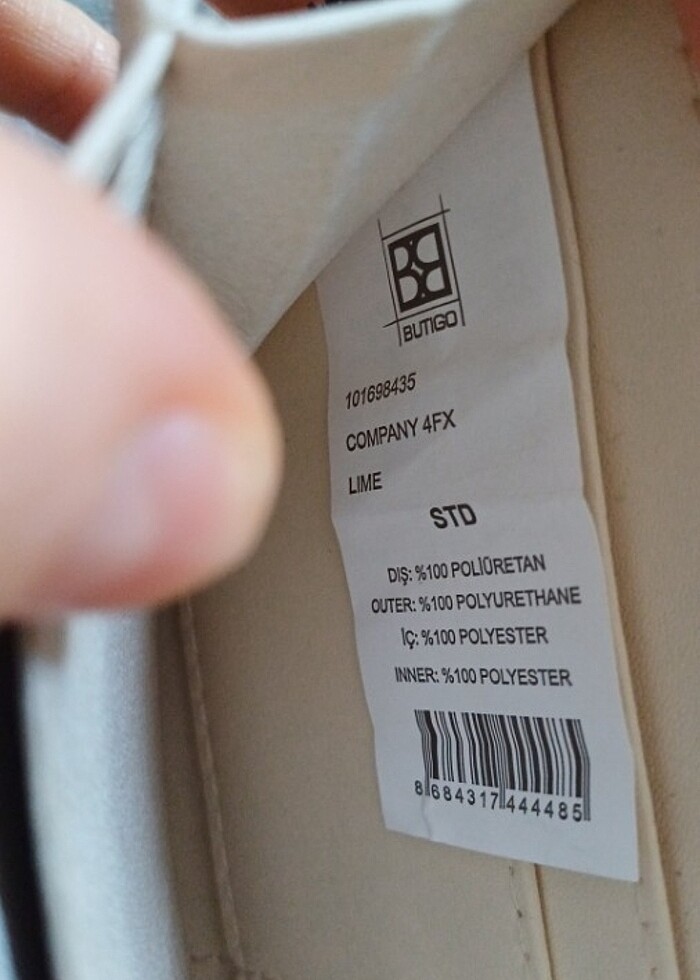 BUTIGO
101698435
COMPANY 4FX
LIME
STD
DIŞ: %100 POLİÜRETAN
OUTER: %100 POLYURETHANE
İÇ: %100 POLYESTER
INNER: %100 POLYESTER
8 684317 444485